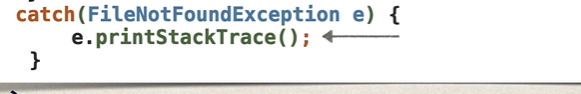 catch(FileNotFoundException e) {
e.printStackTrace();
}